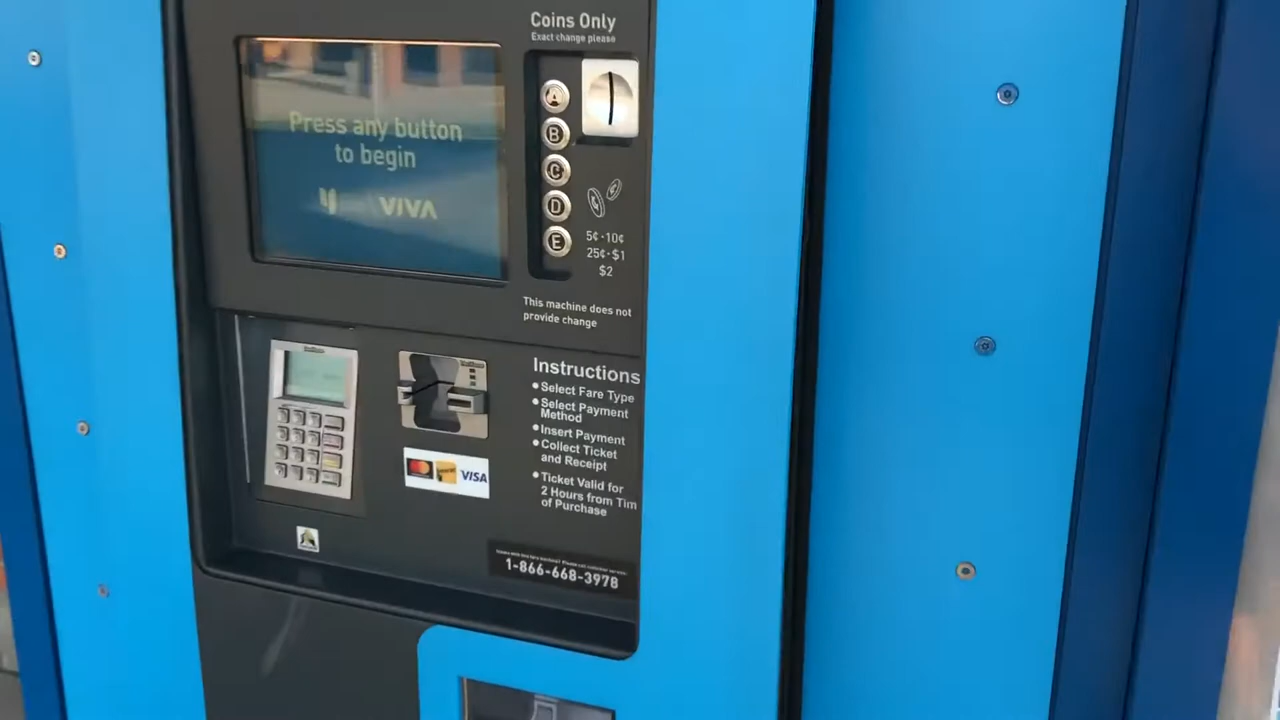 Coins Only
Exact change please
Press any button
to begin
VIVA
A
B
C
D
E
5¢·10¢
25¢·$1
$2
This machine does not
provide change
Instructions
• Select Fare Type
• Select Payment
Method
• Insert Payment
• Collect Ticket
and Receipt
• Ticket Valid for
2 Hours from Tim
of Purchase
VISA
1-866-668-3978